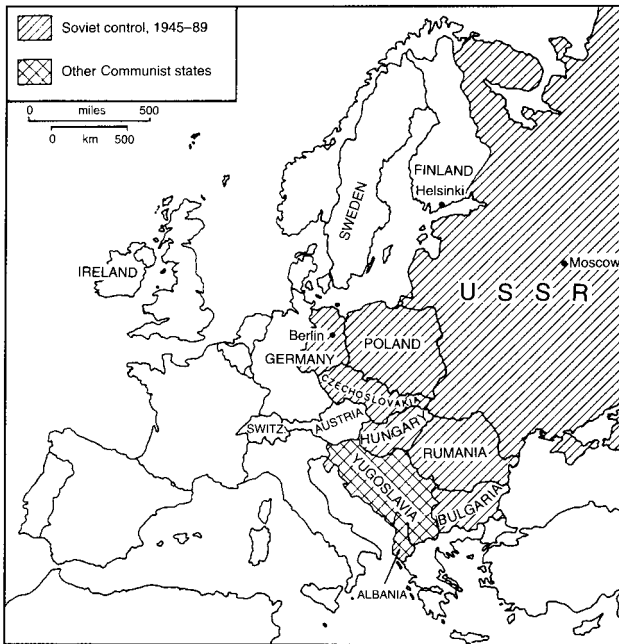 Soviet control, 1945–89
Other Communist states
0 miles 500
0 km 500
FINLAND
Helsinki
SWEDEN
IRELAND
Moscow
USSR
Berlin
GERMANY
POLAND
CZECHOSLOVAKIA
SWITZ.
AUSTRIA
HUNGARY
RUMANIA
YUGOSLAVIA
BULGARIA
ALBANIA